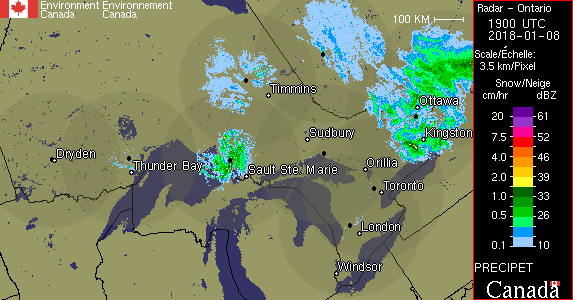 Environment Environnement
Canada Canada
100 KM
Radar - Ontario
1900 UTC
2018-01-08
Scale/Échelle:
3.5 km/Pixel
Snow/Neige
cm/hr dBZ
20 61
7.5 52
4.0 46
2.0 39
1.0 33
0.5 26
0.1 10
PRECIPET
Canada
Timmins
Ottawa
Sudbury
Kingston
Dryden
Thunder Bay
Sault Ste. Marie
Orillia
Toronto
London
Windsor